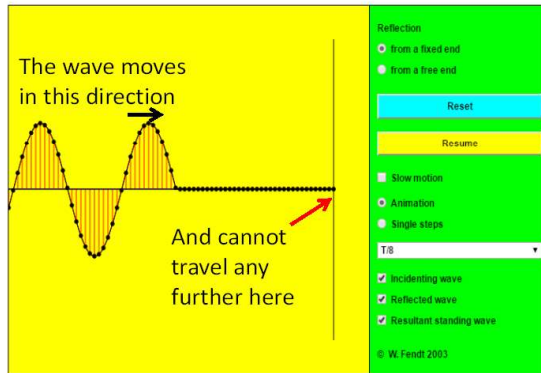 The wave moves
in this direction
And cannot
travel any
further here
Reflection
from a fixed end
from a free end
Reset
Resume
Slow motion
Animation
Single steps
T/8
Incidenting wave
Reflected wave
Resultant standing wave
© W. Fendt 2003